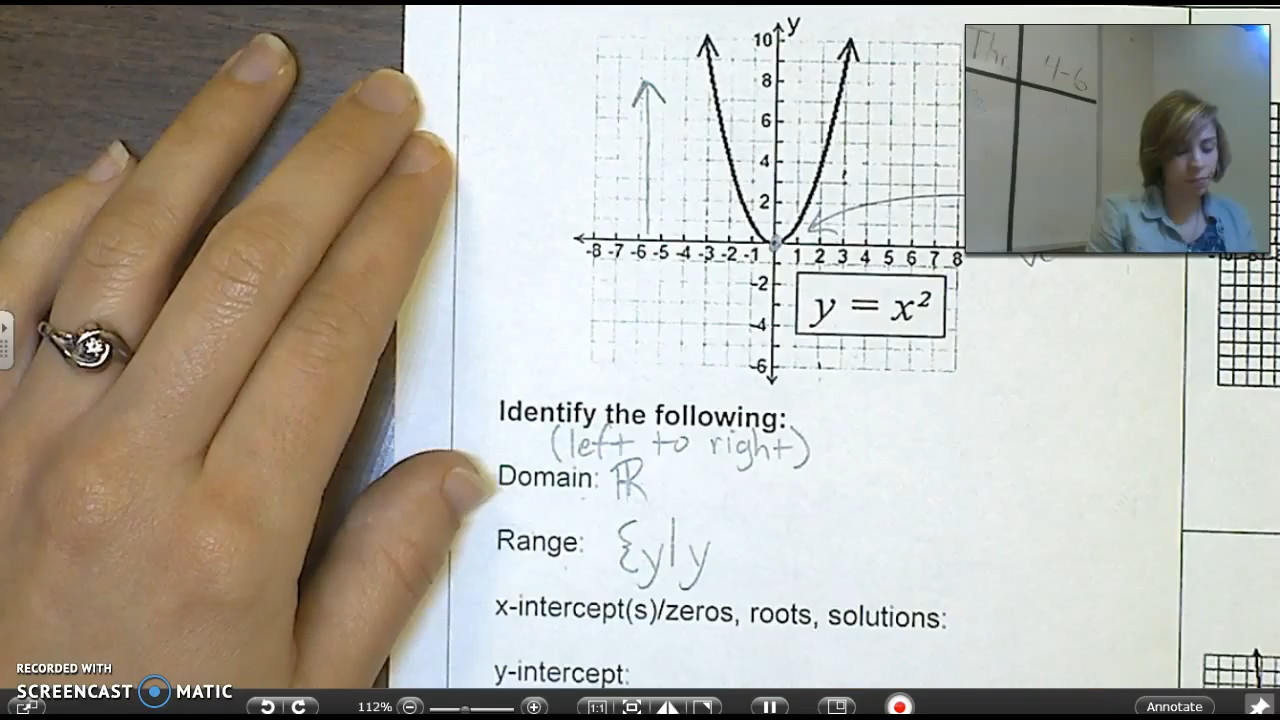 y
10
8
6
4
2
-8 -7 -6 -5 -4 -3 -2 -1 1 2 3 4 5 6 7 8
-2
-4
-6
y = x²
Thr 4-6
Identify the following:
(left to right)
Domain: ℝ
Range: {y|y
x-intercept(s)/zeros, roots, solutions:
y-intercept:
RECORDED WITH
SCREENCAST MATIC
112%
1:1
Annotate